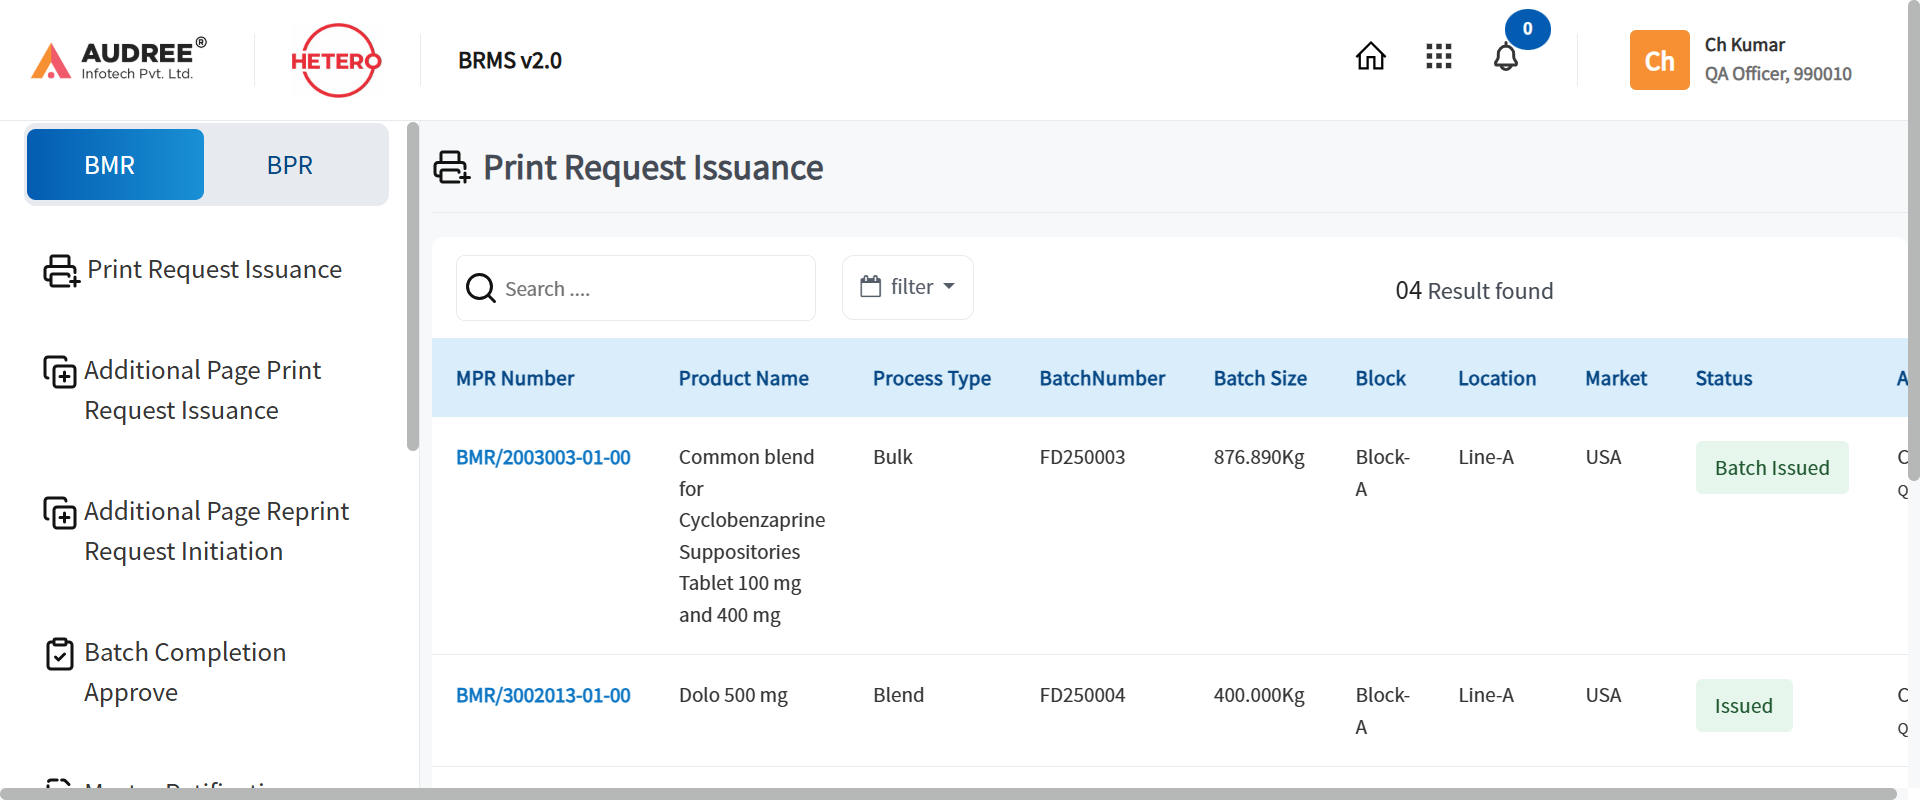 AUDREE®
Infotech Pvt. Ltd.
HETERO
BRMS v2.0
0
Ch
Ch Kumar
QA Officer, 990010
BMR
BPR
Print Request Issuance
Additional Page Print
Request Issuance
Additional Page Reprint
Request Initiation
Batch Completion
Approve
Print Request Issuance
Search ....
filter
04 Result found
MPR Number Product Name Process Type BatchNumber Batch Size Block Location Market Status
BMR/2003003-01-00 Common blend Bulk FD250003 876.890Kg Block- Line-A USA Batch Issued
for A
Cyclobenzaprine
Suppositories
Tablet 100 mg
and 400 mg
BMR/3002013-01-00 Dolo 500 mg Blend FD250004 400.000Kg Block- Line-A USA Issued
A